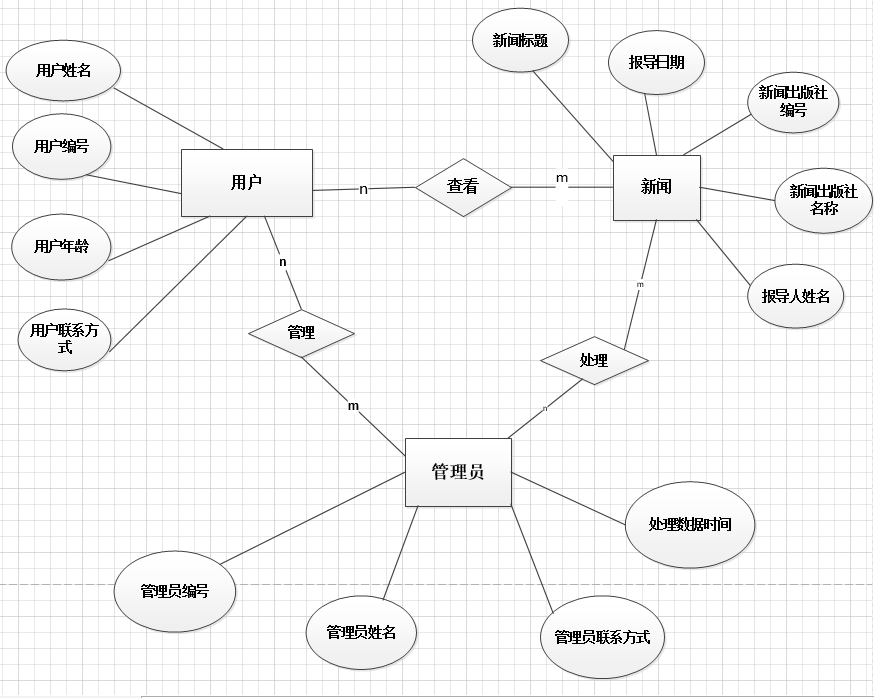 新闻标题
报导日期
用户姓名
新闻出版社
编号
用户编号
用户
n
查看
m
新闻
新闻出版社
名称
用户年龄
n
m
报导人姓名
用户联系方
式
管理
处理
m
n
管理员
处理数据时间
管理员编号
管理员姓名
管理员联系方式